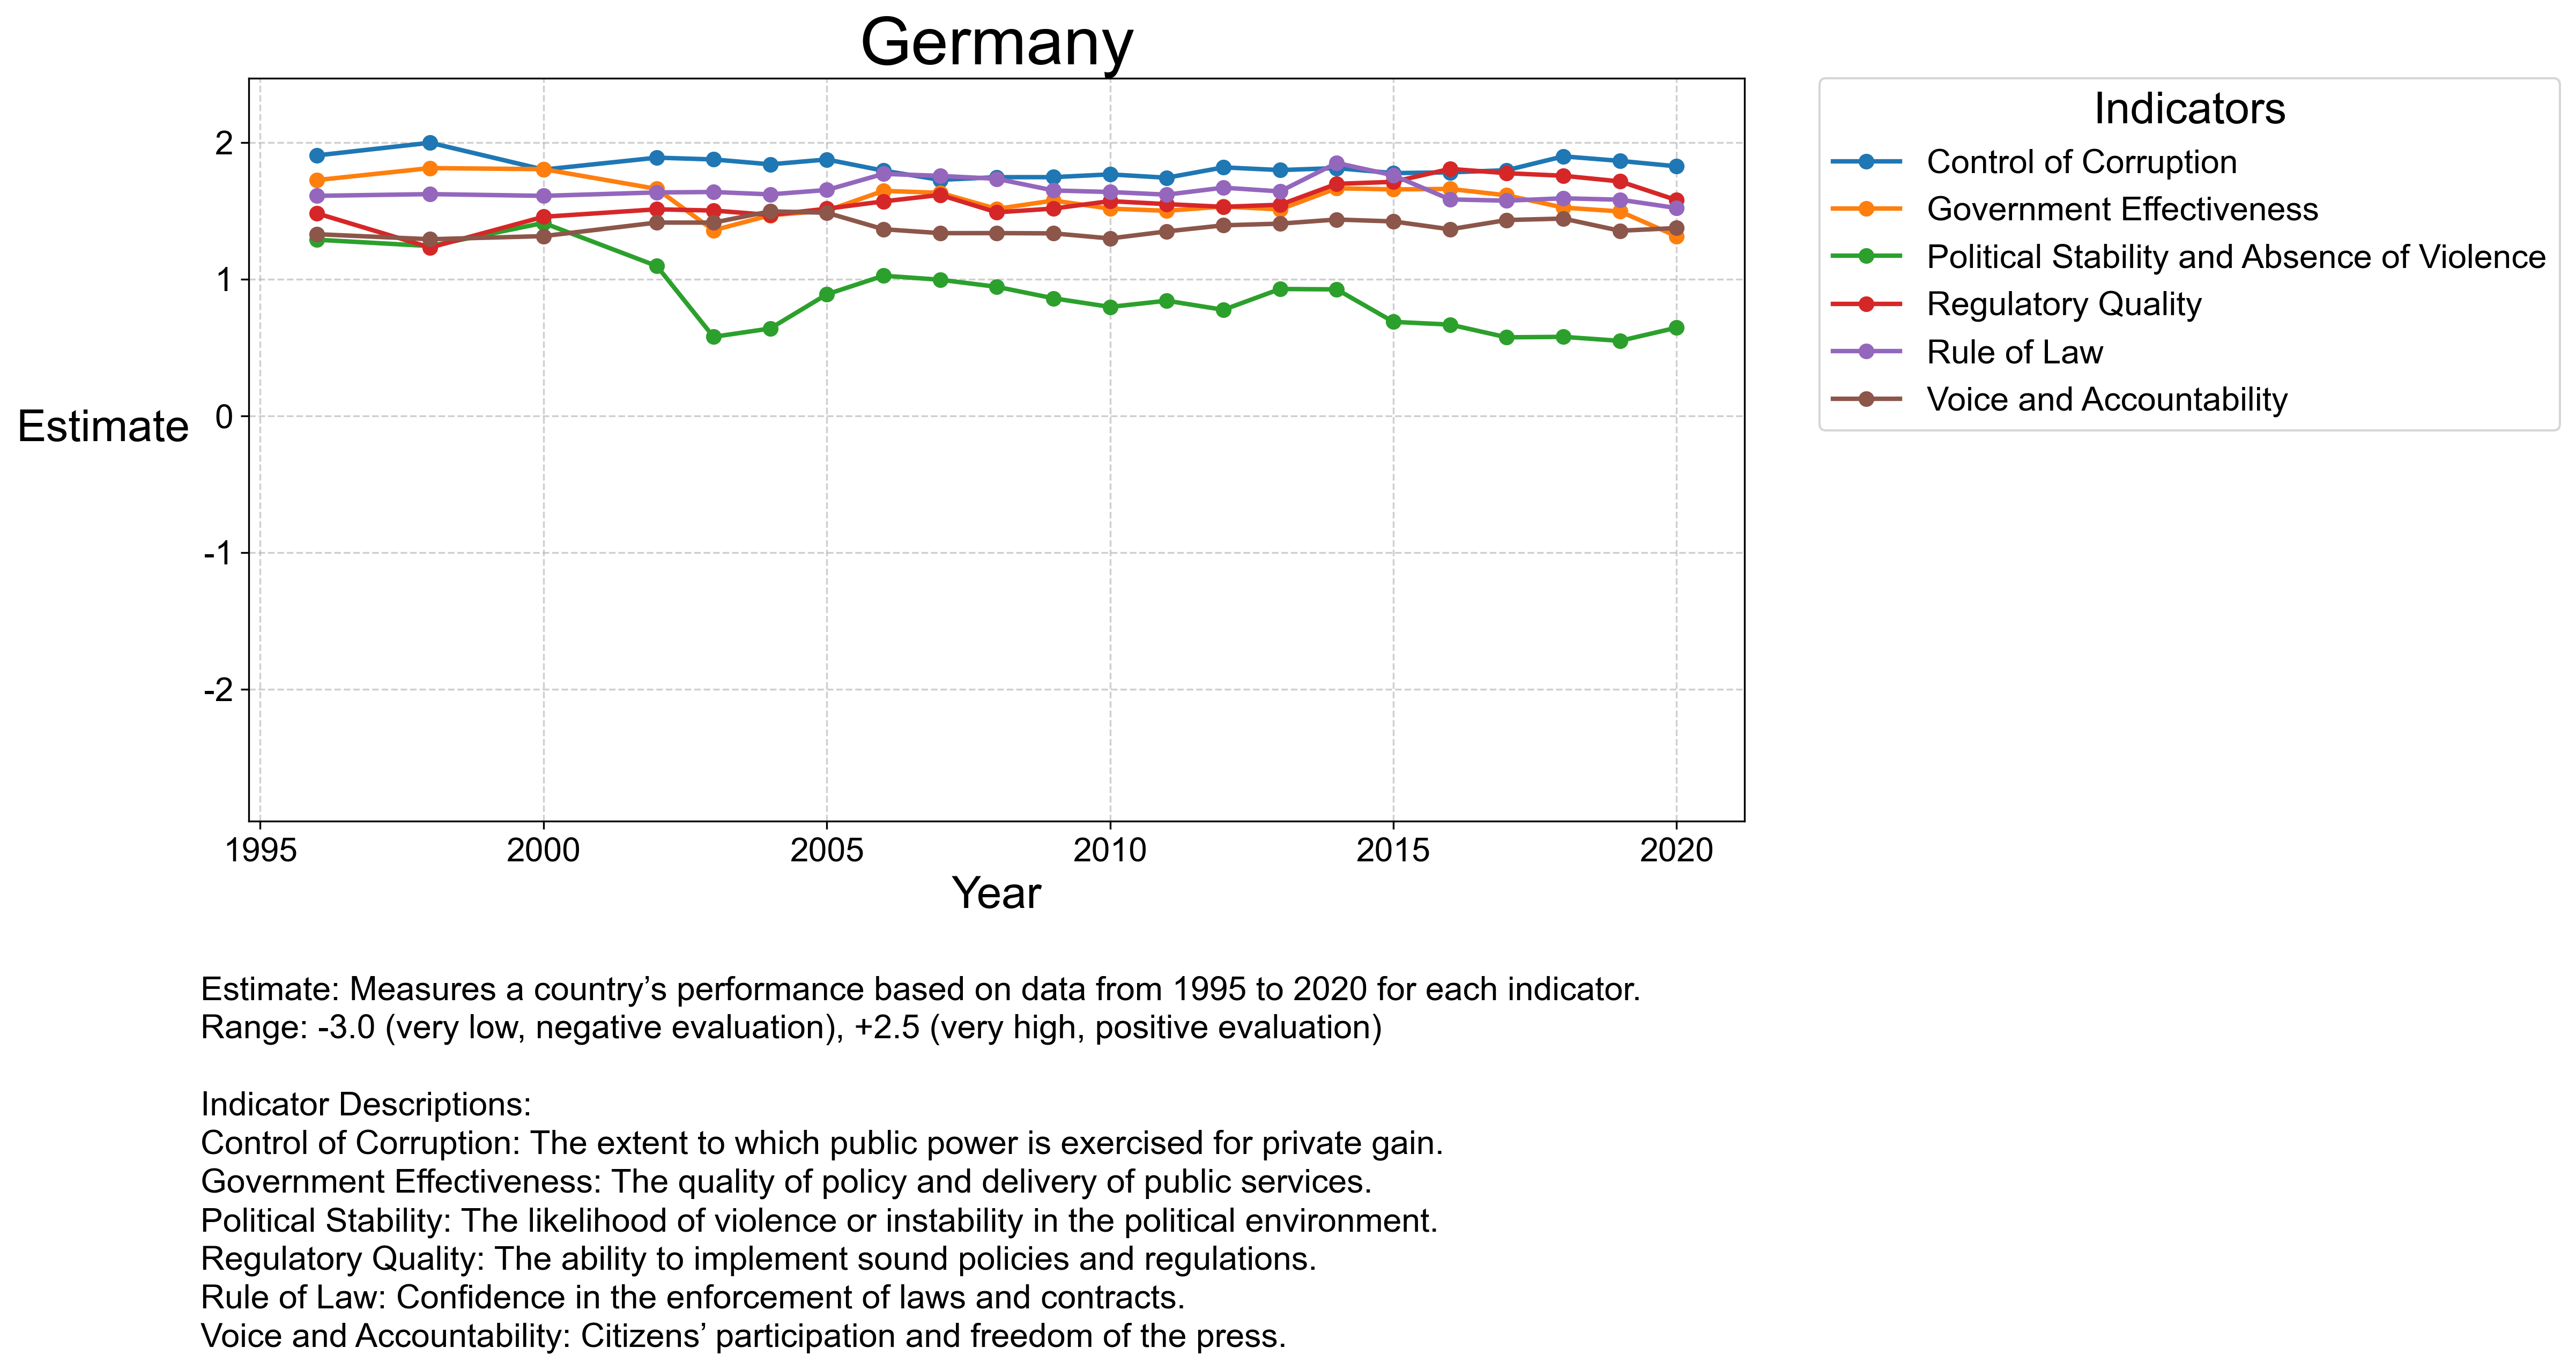 Germany
Indicators
Control of Corruption
Government Effectiveness
Political Stability and Absence of Violence
Regulatory Quality
Rule of Law
Voice and Accountability
2
1
0
-1
-2
Estimate
1995 2000 2005 2010 2015 2020
Year
Estimate: Measures a country’s performance based on data from 1995 to 2020 for each indicator.
Range: -3.0 (very low, negative evaluation), +2.5 (very high, positive evaluation)
Indicator Descriptions:
Control of Corruption: The extent to which public power is exercised for private gain.
Government Effectiveness: The quality of policy and delivery of public services.
Political Stability: The likelihood of violence or instability in the political environment.
Regulatory Quality: The ability to implement sound policies and regulations.
Rule of Law: Confidence in the enforcement of laws and contracts.
Voice and Accountability: Citizens’ participation and freedom of the press.